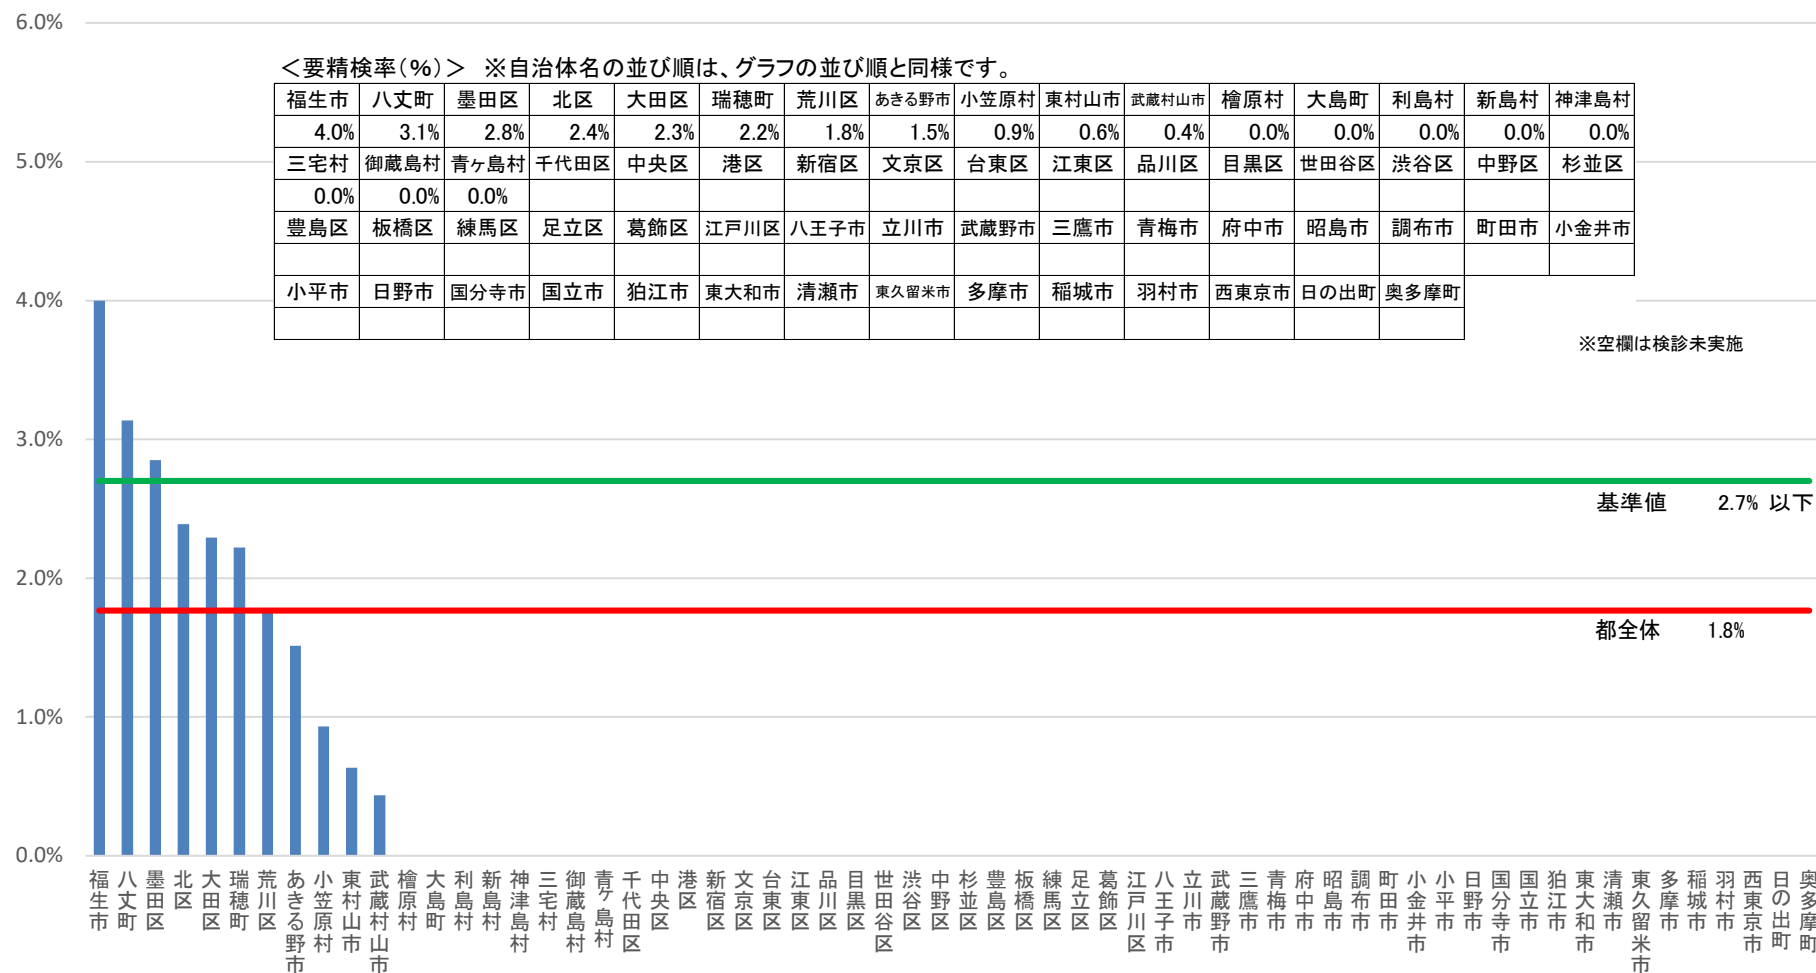 6.0%
＜要精検率（%）＞ ※自治体名の並び順は、グラフの並び順と同様です。
福生市 八丈町 墨田区 北区 大田区 瑞穂町 荒川区 あきる野市 小笠原村 東村山市 武蔵村山市 檜原村 大島町 利島村 新島村 神津島村
4.0% 3.1% 2.8% 2.4% 2.3% 2.2% 1.8% 1.5% 0.9% 0.6% 0.4% 0.0% 0.0% 0.0% 0.0% 0.0%
5.0%
三宅村 御蔵島村 青ヶ島村 千代田区 中央区 港区 新宿区 文京区 台東区 江東区 品川区 目黒区 世田谷区 渋谷区 中野区 杉並区
0.0% 0.0% 0.0%
豊島区 板橋区 練馬区 足立区 葛飾区 江戸川区 八王子市 立川市 武蔵野市 三鷹市 青梅市 府中市 昭島市 調布市 町田市 小金井市
小平市 日野市 国分寺市 国立市 狛江市 東大和市 清瀬市 東久留米市 多摩市 稲城市 羽村市 西東京市 日の出町 奥多摩町
4.0%
※空欄は検診未実施
3.0%
基準値 2.7% 以下
2.0%
都全体 1.8%
1.0%
0.0%
福生市 八丈町 墨田区 北区 大田区 瑞穂町 荒川区 あきる野市 小笠原村 東村山市 武蔵村山市 檜原村 大島町 利島村 新島村 神津島村 三宅村 御蔵島村 青ヶ島村 千代田区 中央区 港区 新宿区 文京区 台東区 江東区 品川区 目黒区 世田谷区 渋谷区 中野区 杉並区 豊島区 板橋区 練馬区 足立区 葛飾区 江戸川区 八王子市 立川市 武蔵野市 三鷹市 青梅市 府中市 昭島市 調布市 町田市 小金井市 小平市 日野市 国分寺市 国立市 狛江市 東大和市 清瀬市 東久留米市 多摩市 稲城市 羽村市 西東京市 日の出町 奥多摩町